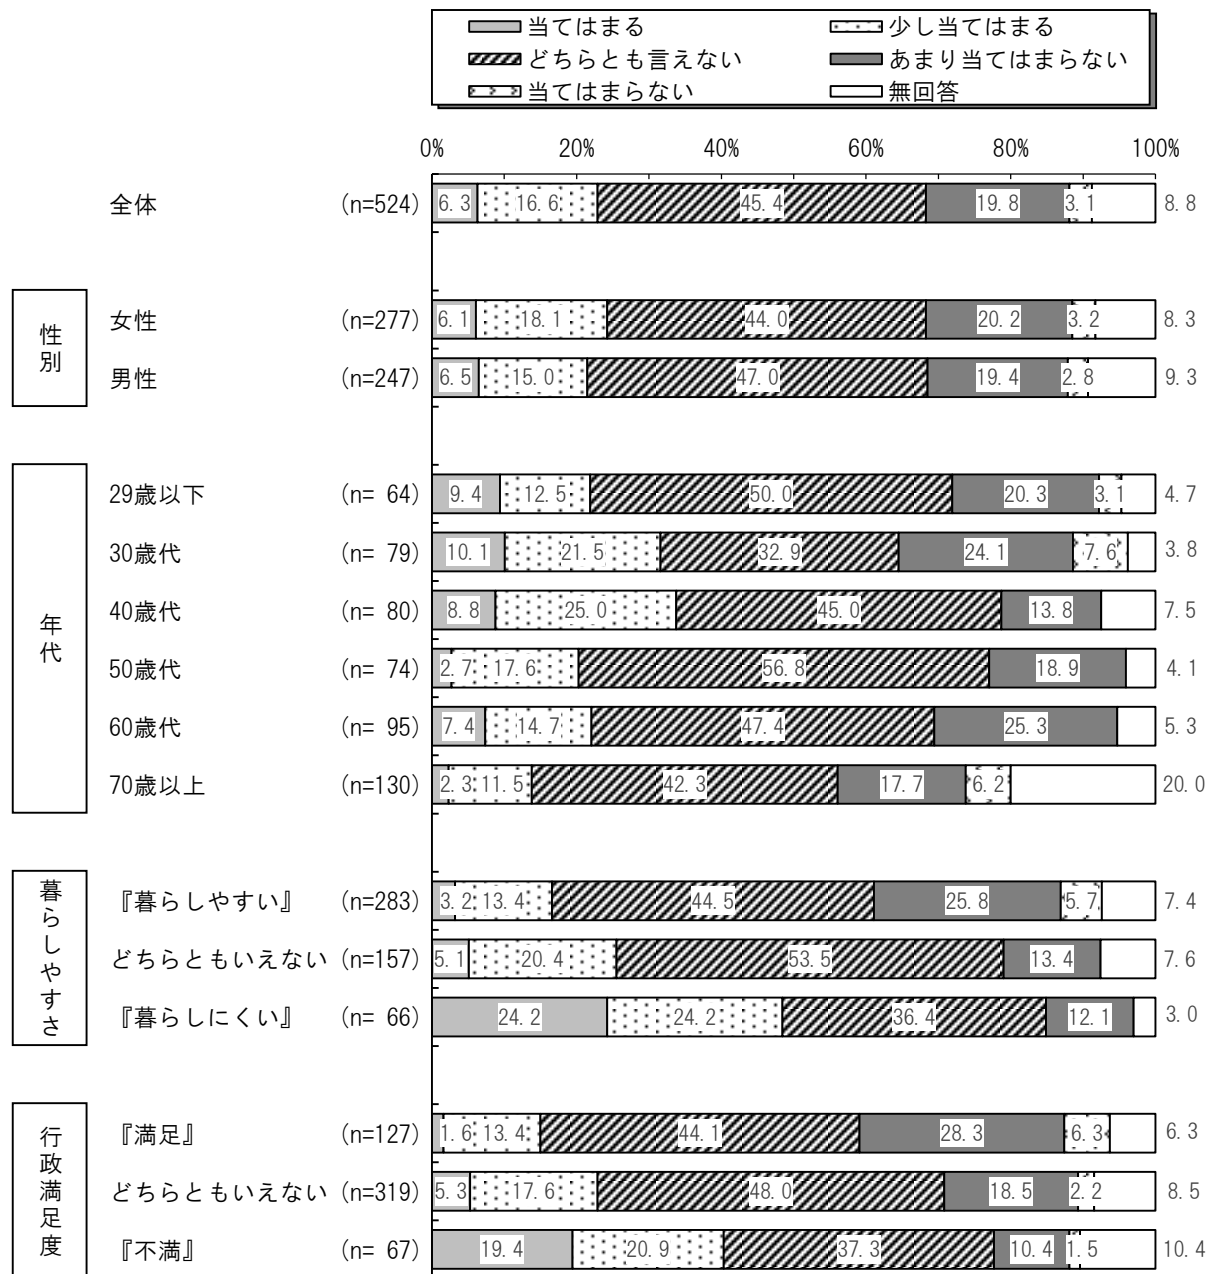 当てはまる 少し当てはまる
どちらとも言えない あまり当てはまらない
当てはまらない 無回答
0% 20% 40% 60% 80% 100%
全体 (n=524) 6.3 16.6 45.4 19.8 3.1 8.8
性別
女性 (n=277) 6.1 18.1 44.0 20.2 3.2 8.3
男性 (n=247) 6.5 15.0 47.0 19.4 2.8 9.3
年代
29歳以下 (n= 64) 9.4 12.5 50.0 20.3 3.1 4.7
30歳代 (n= 79) 10.1 21.5 32.9 24.1 7.6 3.8
40歳代 (n= 80) 8.8 25.0 45.0 13.8 7.5
50歳代 (n= 74) 2.7 17.6 56.8 18.9 4.1
60歳代 (n= 95) 7.4 14.7 47.4 25.3 5.3
70歳以上 (n=130) 2.3 11.5 42.3 17.7 6.2 20.0
暮らしやすさ
『暮らしやすい』 (n=283) 3.2 13.4 44.5 25.8 5.7 7.4
どちらともいえない (n=157) 5.1 20.4 53.5 13.4 7.6
『暮らしにくい』 (n= 66) 24.2 24.2 36.4 12.1 3.0
行政満足度
『満足』 (n=127) 1.6 13.4 44.1 28.3 6.3 6.3
どちらともいえない (n=319) 5.3 17.6 48.0 18.5 2.2 8.5
『不満』 (n= 67) 19.4 20.9 37.3 10.4 1.5 10.4